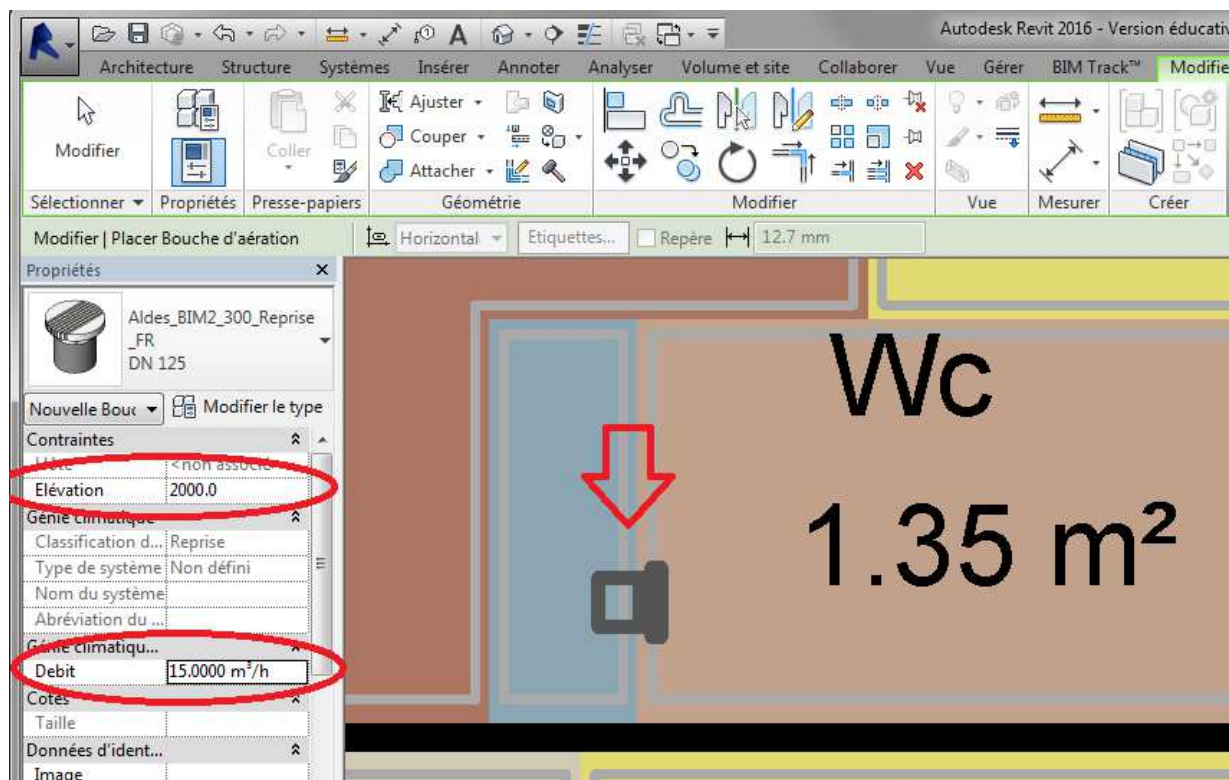 Autodesk Revit 2016 - Version éducativ
Architecture Structure Systèmes Insérer Annoter Analyser Volume et site Collaborer Vue Gérer BIM Track™ Modifie
Modifier
Coller
Ajuster
Couper
Attacher
Sélectionner Propriétés Presse-papiers Géométrie Modifier Vue Mesurer Créer
Modifier | Placer Bouche d'aération Horizontal Etiquettes... Repère 12.7 mm
Propriétés
Aldes_BIM2_300_Reprise
_FR
DN 125
Nouvelle Bouc Modifier le type
Contraintes
<non associé
Elévation 2000.0
Génie climatique
Classification d... Reprise
Type de système Non défini
Nom du système
Abréviation du ...
Génie climatiqu...
Debit 15.0000 m³/h
Cotes
Taille
Données d'ident...
Image
Wc
1.35 m²